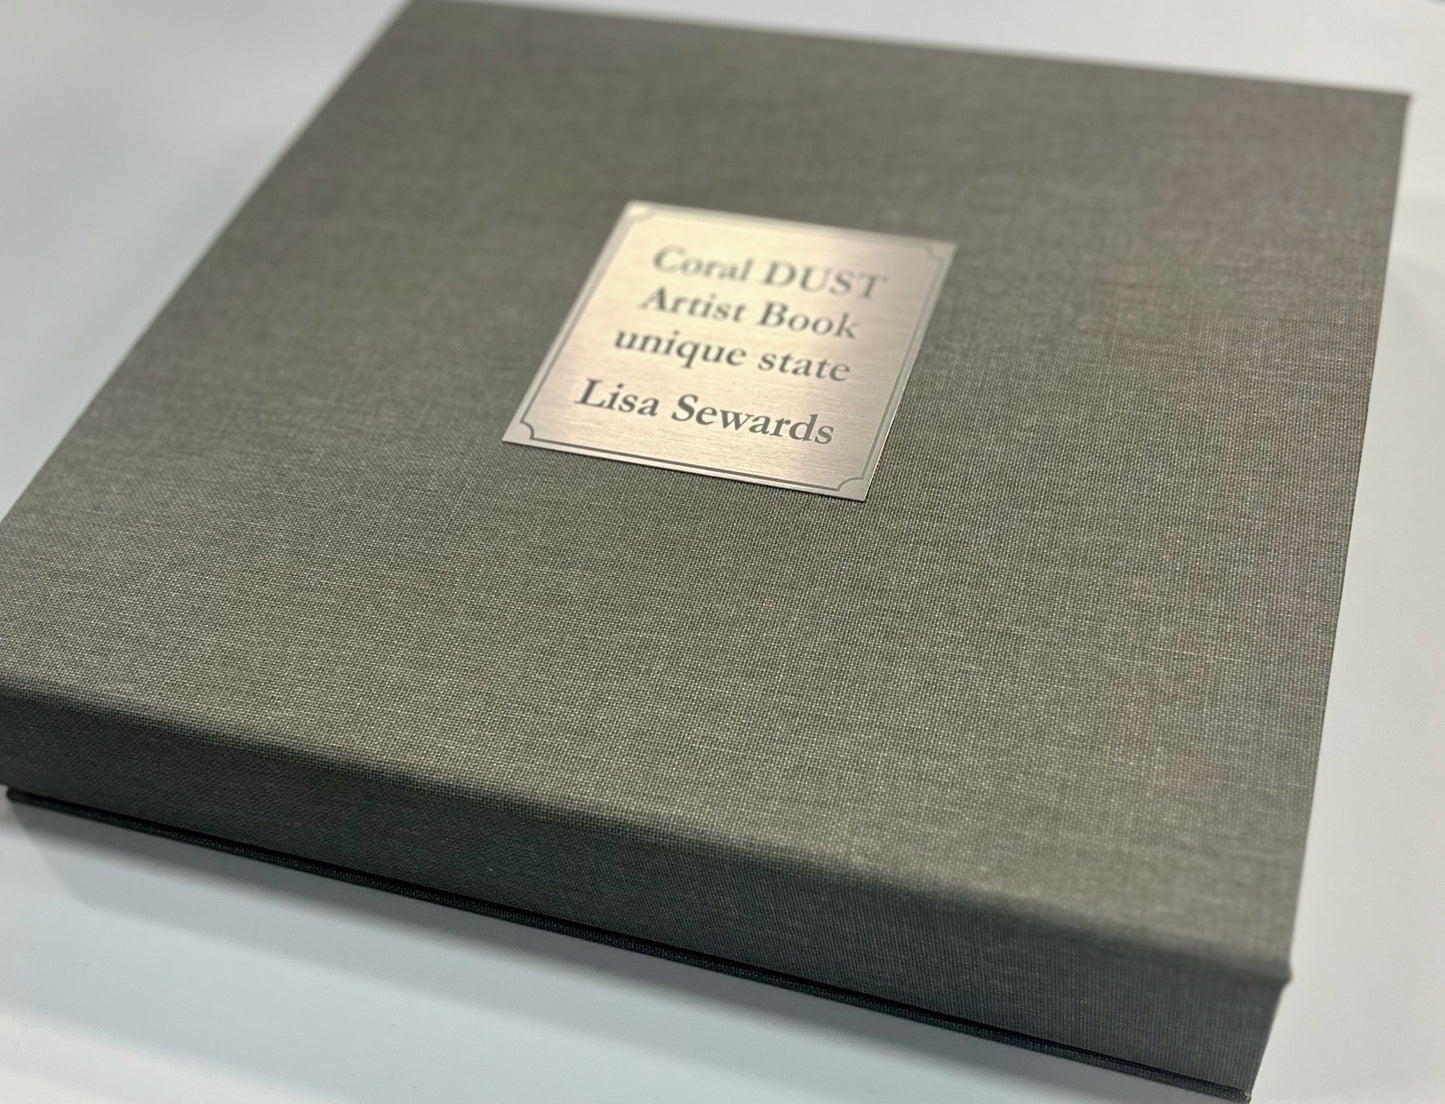 Coral DUST
Artist Book
unique state
Lisa Sewards